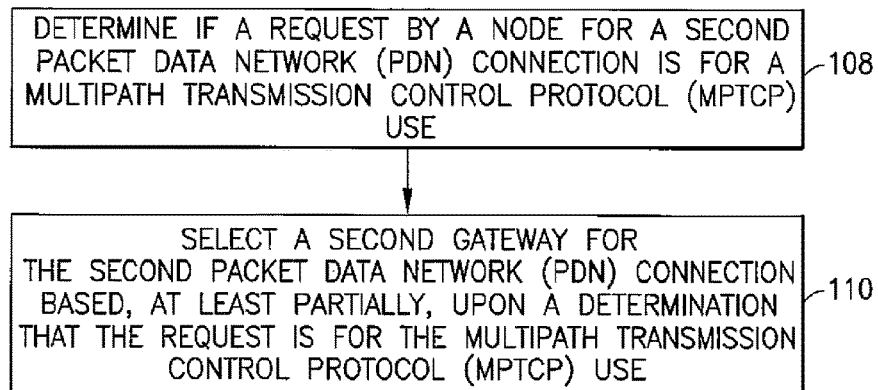 DETERMINE IF A REQUEST BY A NODE FOR A SECOND
PACKET DATA NETWORK (PDN) CONNECTION IS FOR A
MULTIPATH TRANSMISSION CONTROL PROTOCOL (MPTCP)
USE
108
SELECT A SECOND GATEWAY FOR
THE SECOND PACKET DATA NETWORK (PDN) CONNECTION
BASED, AT LEAST PARTIALLY, UPON A DETERMINATION
THAT THE REQUEST IS FOR THE MULTIPATH TRANSMISSION
CONTROL PROTOCOL (MPTCP) USE
110